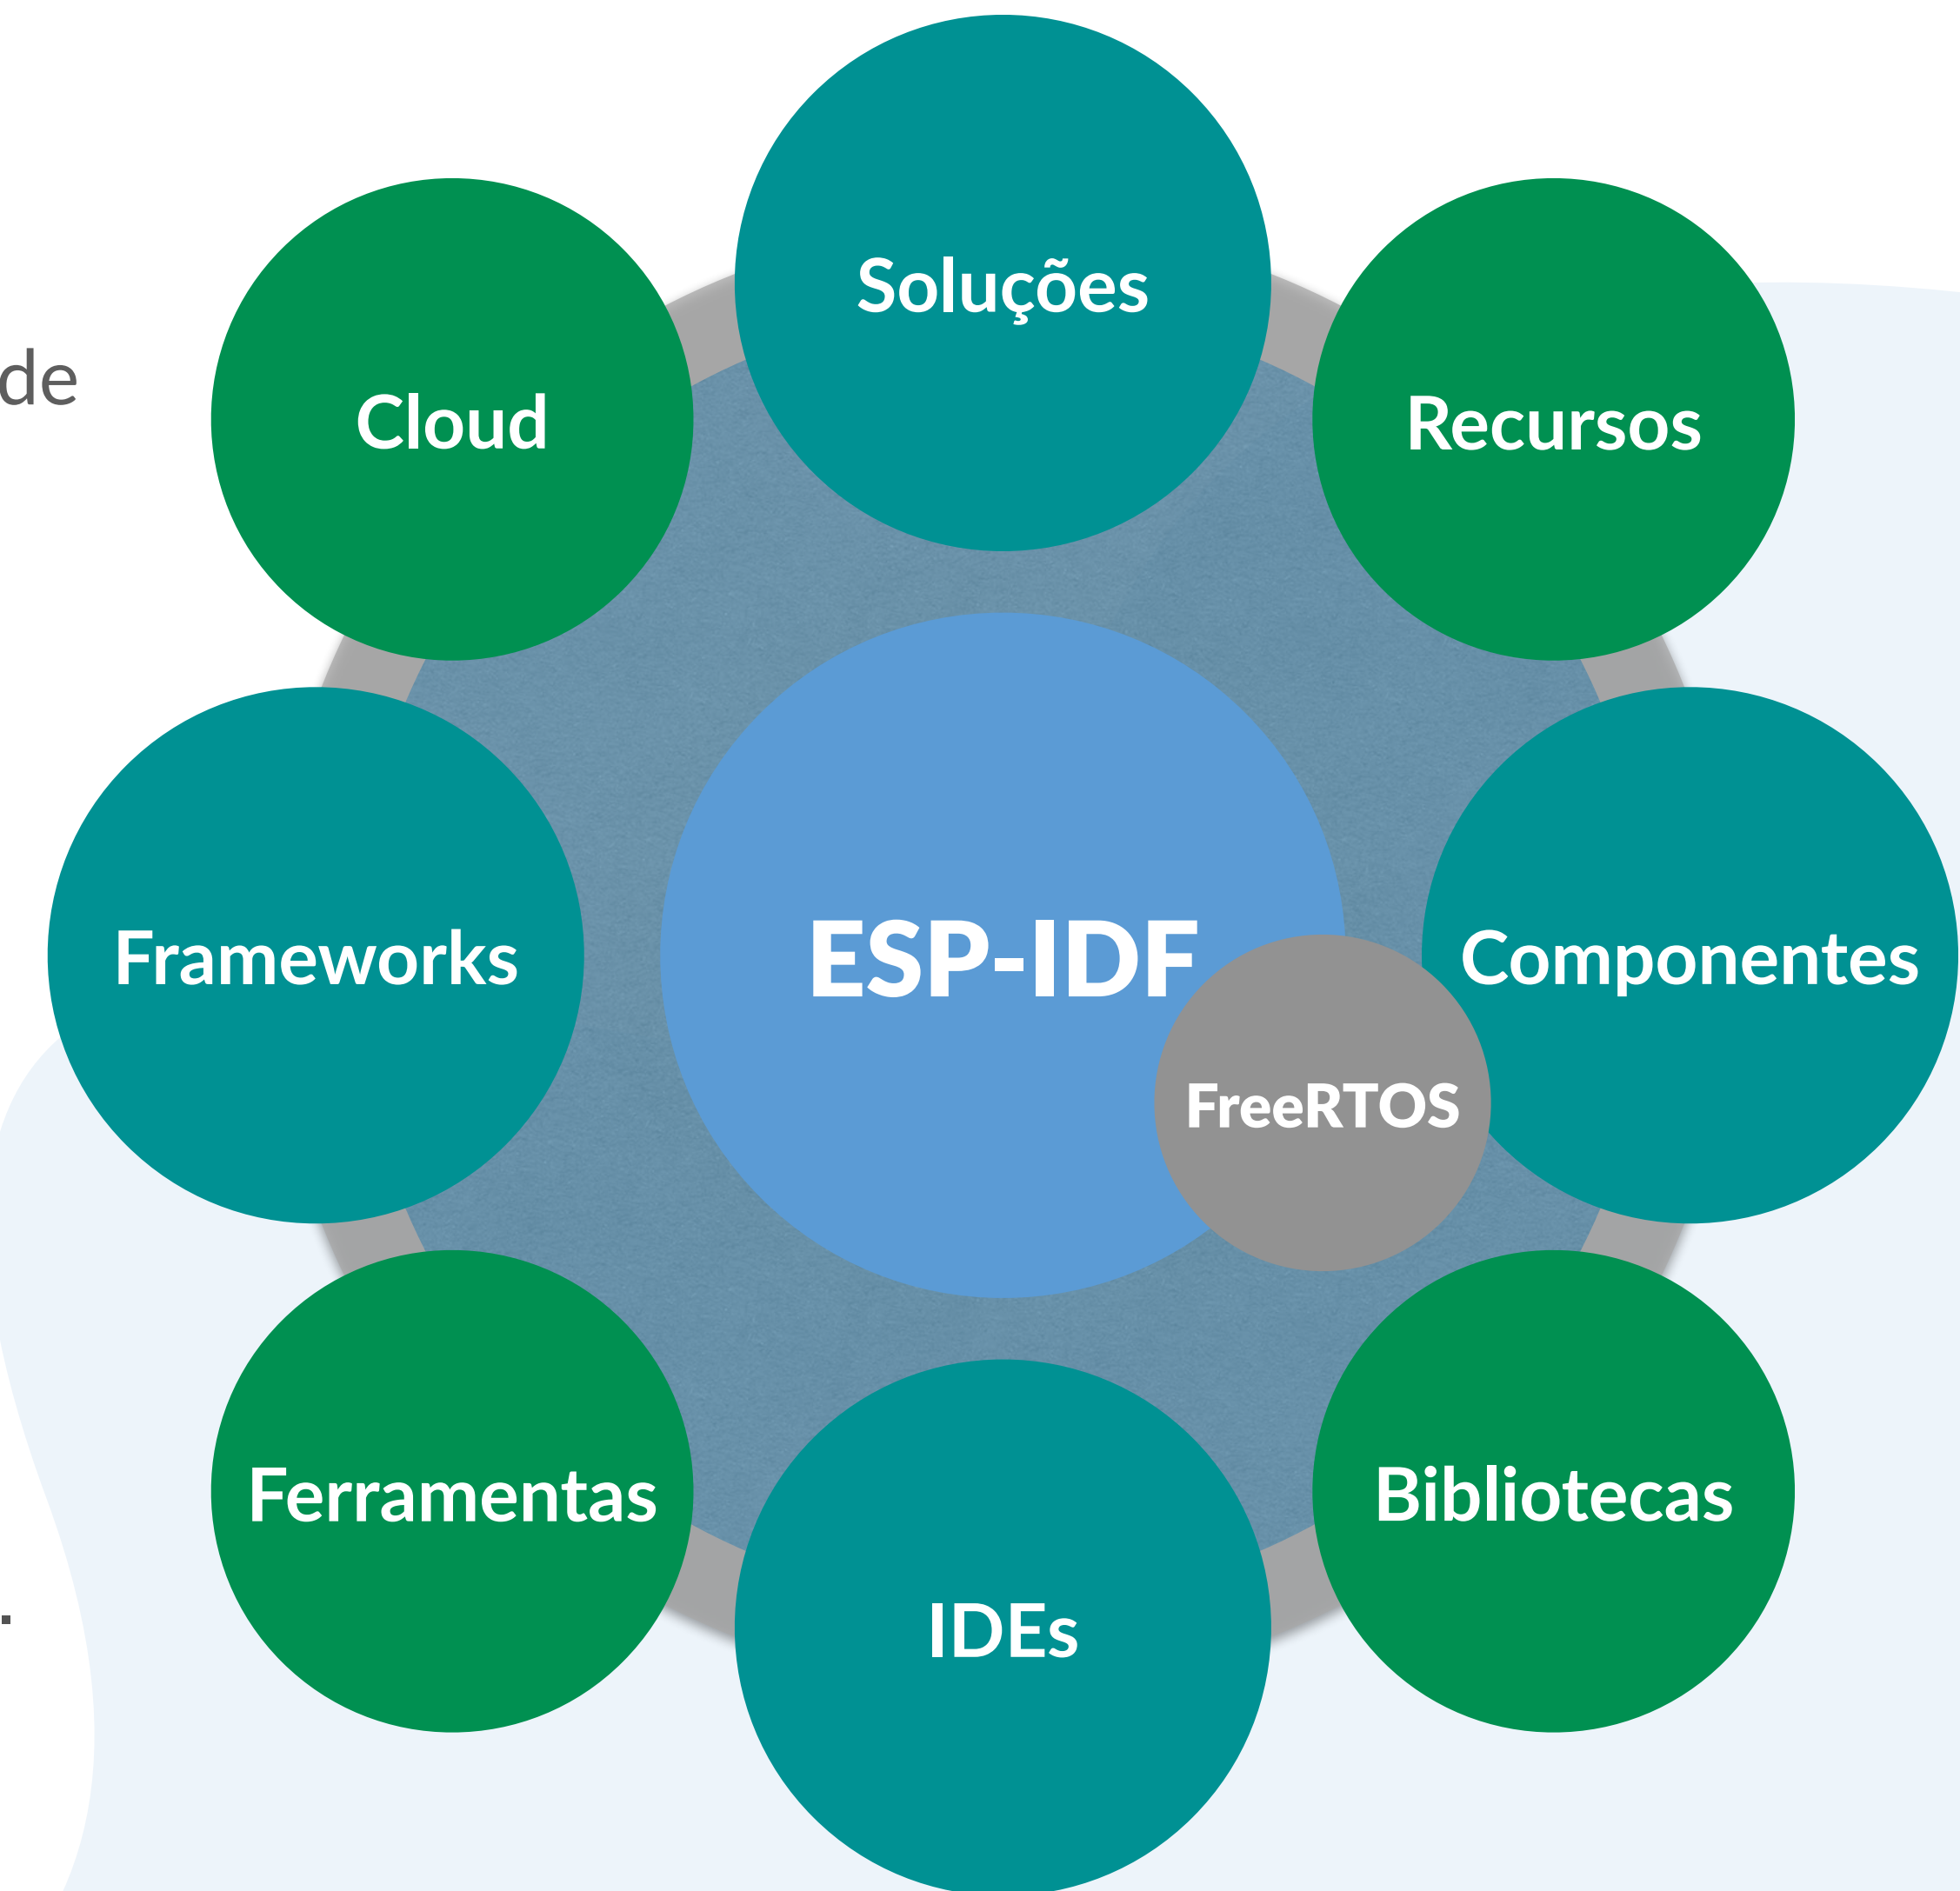 Soluções
de
Cloud
Recursos
Frameworks
ESP-IDF
Componentes
FreeRTOS
Ferramentas
Bibliotecas
.
IDEs